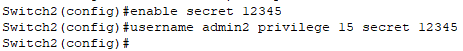 Switch2(config)#enable secret 12345
Switch2(config)#username admin2 privilege 15 secret 12345
Switch2(config)#